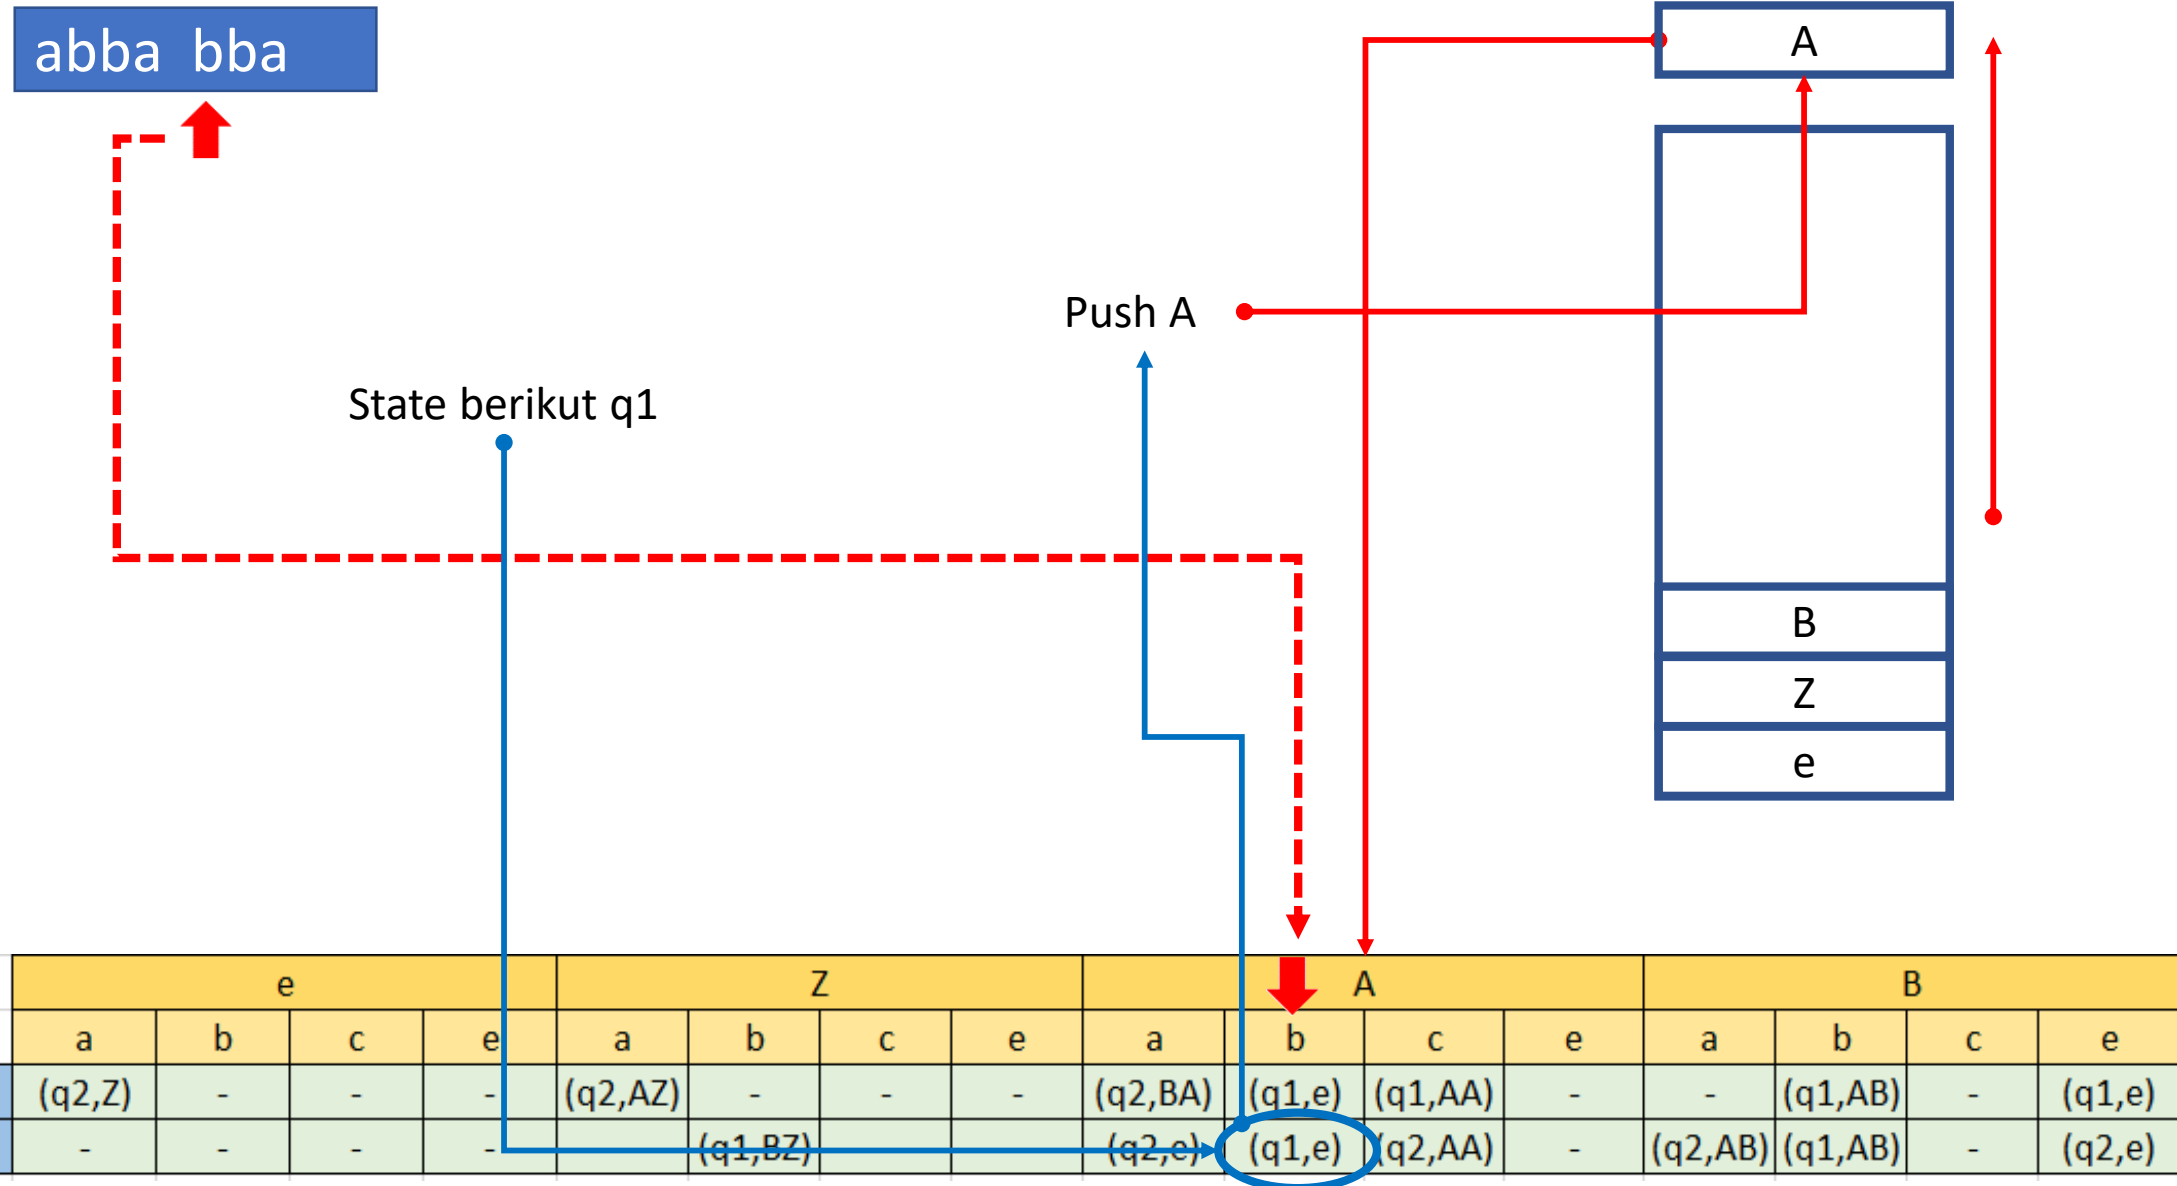 abba bba
A
Push A
State berikut q1
B
Z
e
e Z A B
a b c e a b c e a b c e a b c e
(q2,Z) - - - (q2,AZ) - - - (q2,BA) (q1,e) (q1,AA) - - (q1,AB) - (q1,e)
- - - - (q1,BZ) (q2,e) (q1,e) (q2,AA) - (q2,AB) (q1,AB) - (q2,e)